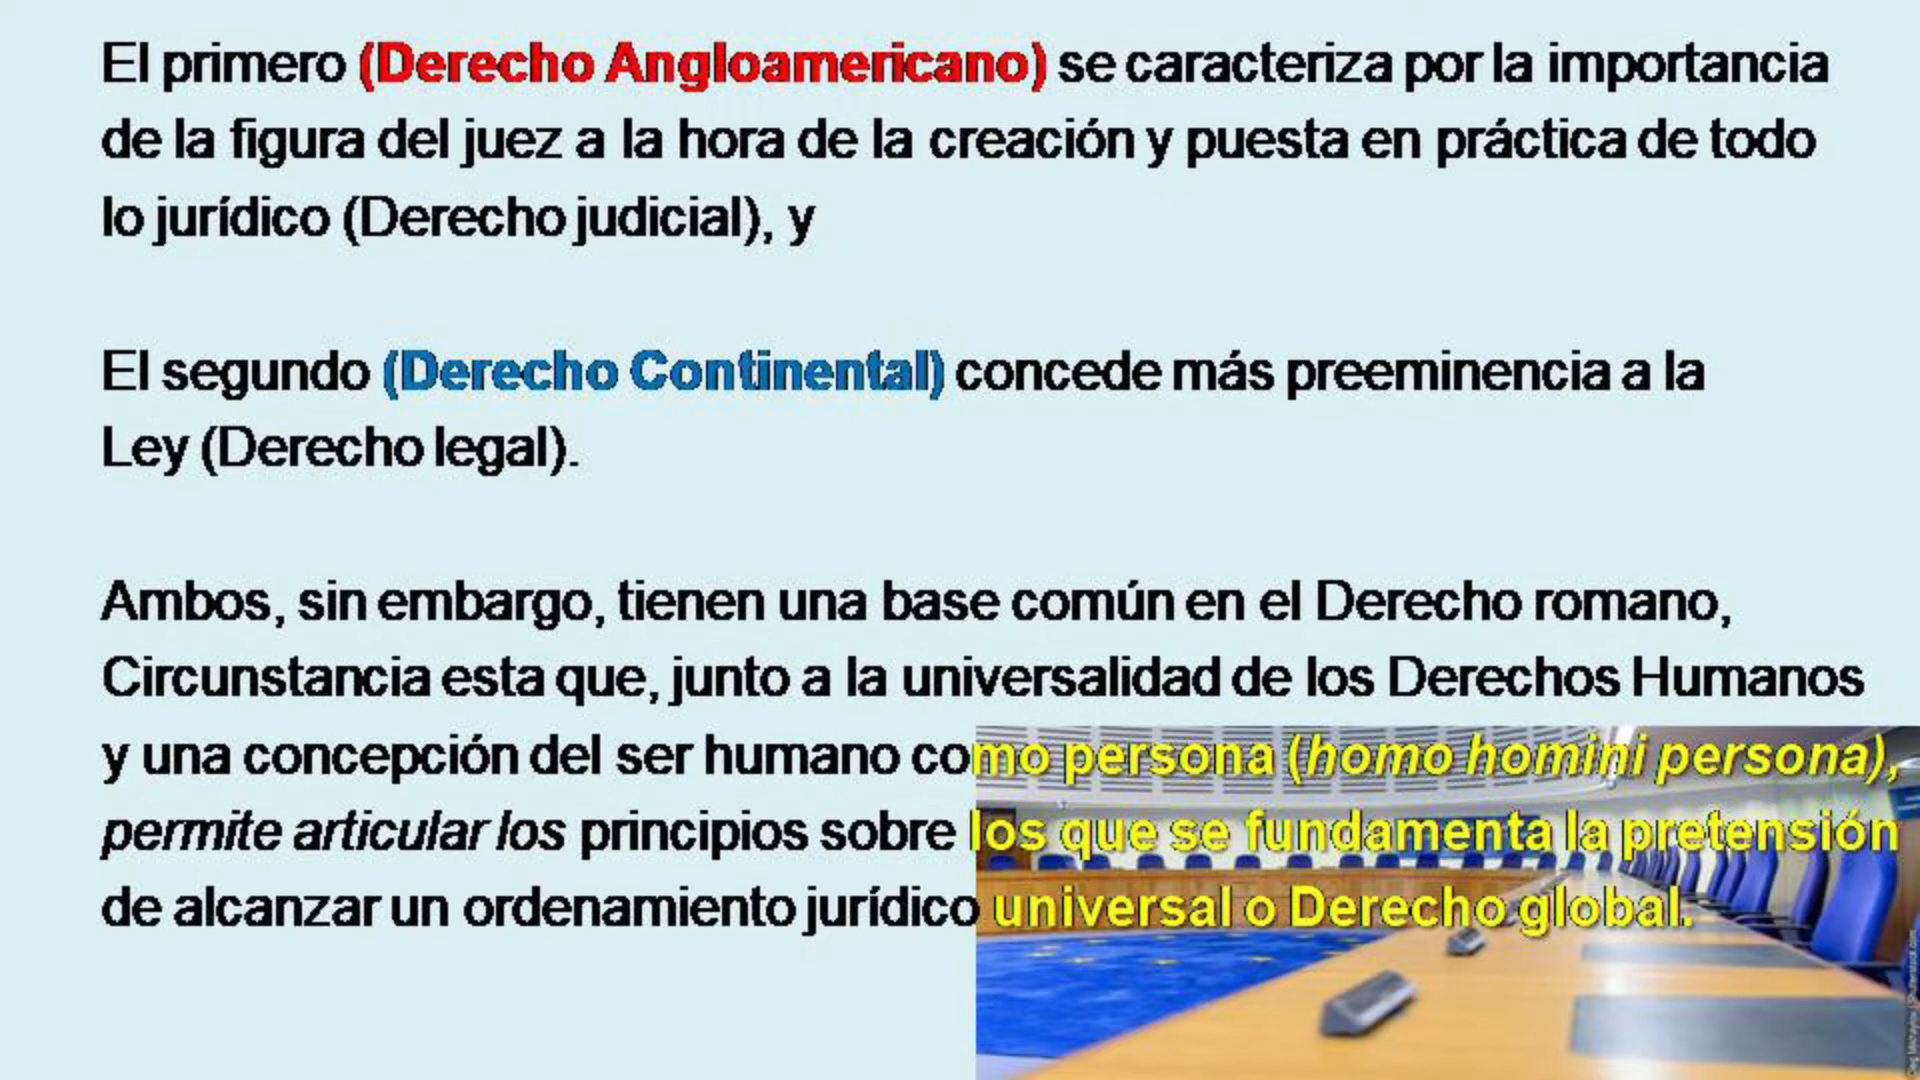 El primero (Derecho Angloamericano) se caracteriza por la importancia
de la figura del juez a la hora de la creación y puesta en práctica de todo
lo jurídico (Derecho judicial), y
El segundo (Derecho Continental) concede más preeminencia a la
Ley (Derecho legal).
Ambos, sin embargo, tienen una base común en el Derecho romano,
Circunstancia esta que, junto a la universalidad de los Derechos Humanos
y una concepción del ser humano como persona (homo homini persona),
permite articular los principios sobre los que se fundamenta la pretensión
de alcanzar un ordenamiento jurídico universal o Derecho global.